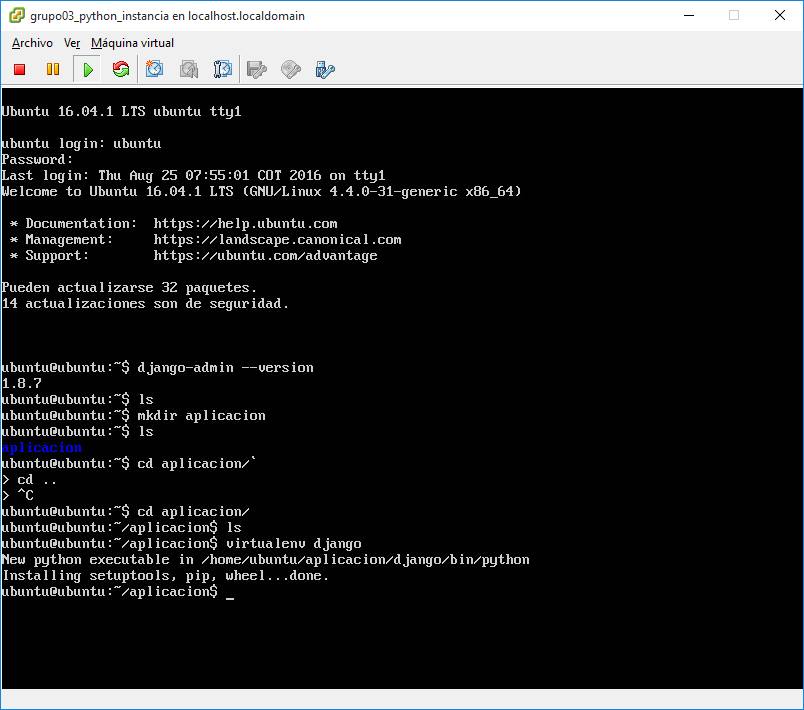 grupo03_python_instancia en localhost.localdomain
Archivo Ver Máquina virtual
Ubuntu 16.04.1 LTS ubuntu tty1
ubuntu login: ubuntu
Password:
Last login: Thu Aug 25 07:55:01 COT 2016 on tty1
Welcome to Ubuntu 16.04.1 LTS (GNU/Linux 4.4.0-31-generic x86_64)
* Documentation:  https://help.ubuntu.com
* Management:     https://landscape.canonical.com
* Support:        https://ubuntu.com/advantage
Pueden actualizarse 32 paquetes.
14 actualizaciones son de seguridad.
ubuntu@ubuntu:~$ django-admin --version
1.8.7
ubuntu@ubuntu:~$ ls
ubuntu@ubuntu:~$ mkdir aplicacion
ubuntu@ubuntu:~$ ls
aplicacion
ubuntu@ubuntu:~$ cd aplicacion/`
> cd ..
> ^C
ubuntu@ubuntu:~$ cd aplicacion/
ubuntu@ubuntu:~/aplicacion$ ls
ubuntu@ubuntu:~/aplicacion$ virtualenv django
New python executable in /home/ubuntu/aplicacion/django/bin/python
Installing setuptools, pip, wheel...done.
ubuntu@ubuntu:~/aplicacion$ _